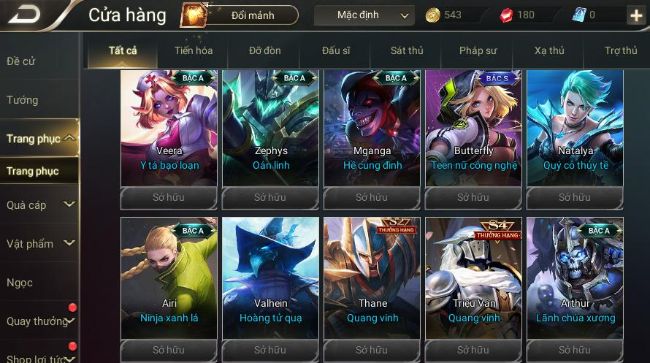 Cửa hàng
Đổi mảnh
Mặc định
543
180
0
Đề cử
Tướng
Trang phục
Trang phục
Quà cáp
Vật phẩm
Ngọc
Quay thưởng
Shop lợi tức
Tất cả
Tiến hóa
Đỡ đòn
Đấu sĩ
Sát thủ
Pháp sư
Xạ thủ
Trợ thủ
BẬC A
Veera
Y tá bạo loạn
Sở hữu
BẬC A
Zephys
Oán linh
Sở hữu
BẬC A
Mganga
Hề cung đình
Sở hữu
BẬC S
Butterfly
Teen nữ công nghệ
Sở hữu
Natalya
Quý cô thủy tề
Sở hữu
BẬC A
Airi
Ninja xanh lá
Sở hữu
Valhein
Hoàng tử quạ
Sở hữu
S2
THƯỞNG HẠNG
Thane
Quang vinh
Sở hữu
S4
THƯỞNG HẠNG
Triệu Vân
Quang vinh
Sở hữu
BẬC A
Arthur
Lãnh chúa xương
Sở hữu